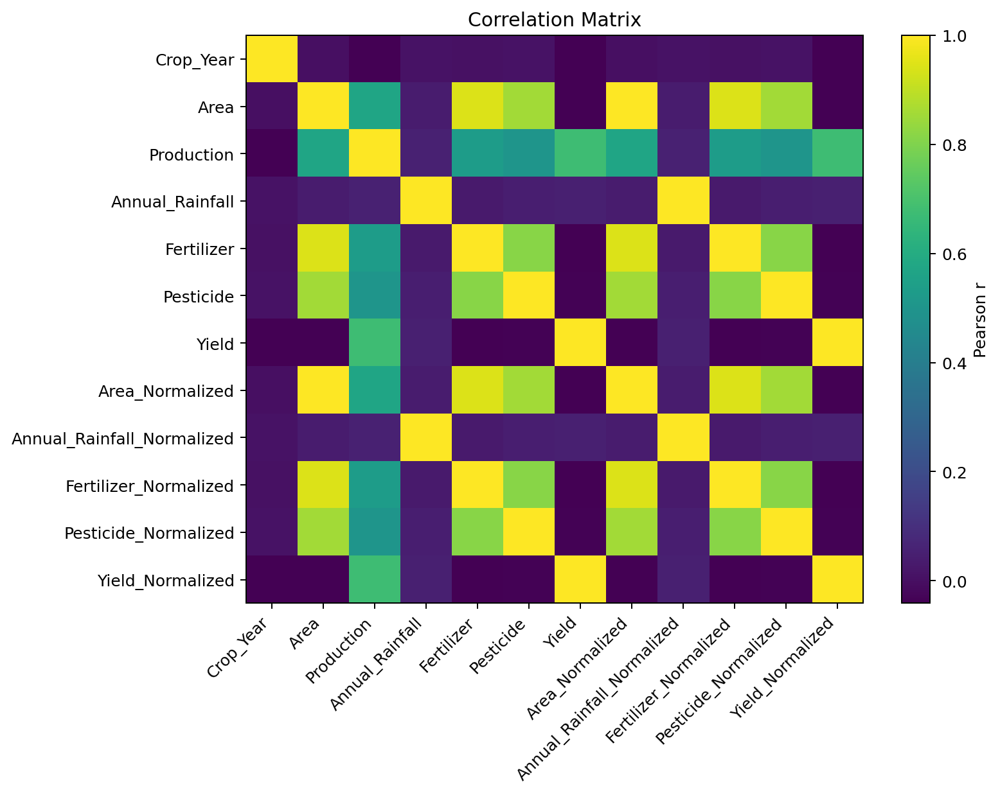 Correlation Matrix
Crop_Year
Area
Production
Annual_Rainfall
Fertilizer
Pesticide
Yield
Area_Normalized
Annual_Rainfall_Normalized
Fertilizer_Normalized
Pesticide_Normalized
Yield_Normalized
Crop_Year
Area
Production
Annual_Rainfall
Fertilizer
Pesticide
Yield
Area_Normalized
Annual_Rainfall_Normalized
Fertilizer_Normalized
Pesticide_Normalized
Yield_Normalized
1.0
0.8
0.6
0.4
0.2
0.0
Pearson r